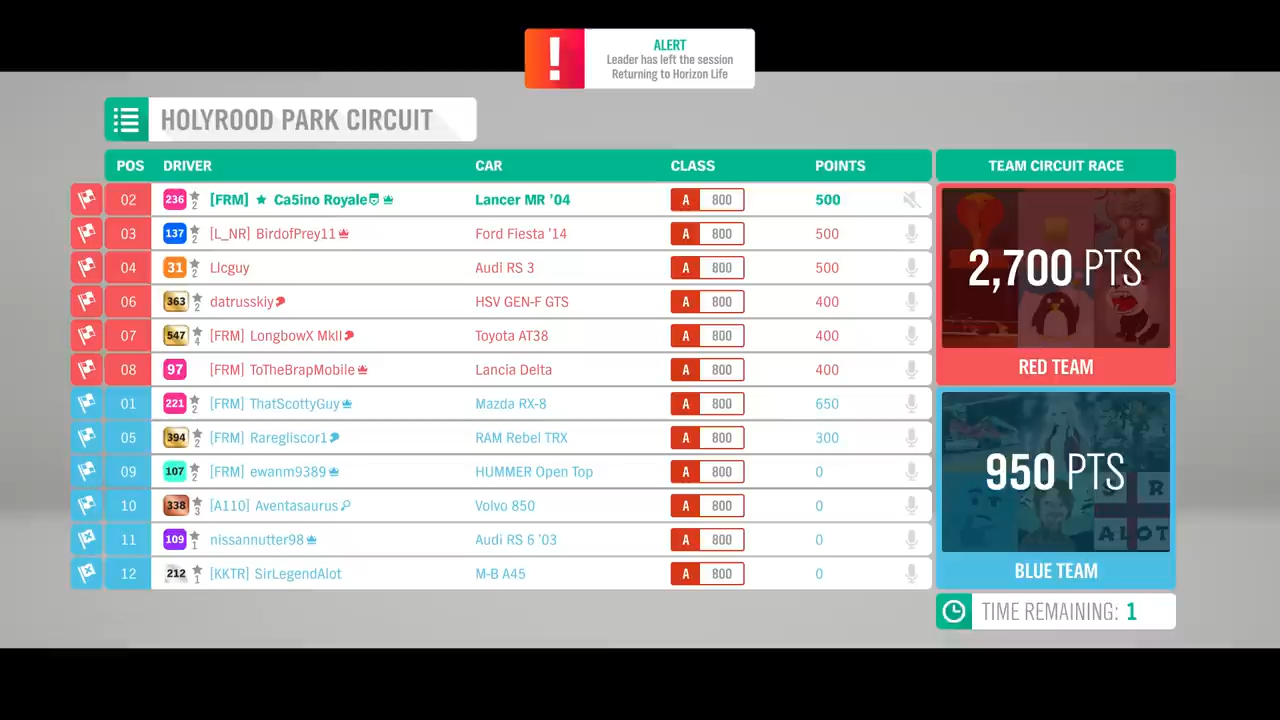 ALERT
Leader has left the session
Returning to Horizon Life
HOLYROOD PARK CIRCUIT
POS DRIVER CAR CLASS POINTS TEAM CIRCUIT RACE
02 236 2 [FRM] ★ Ca5ino Royale Lancer MR '04 A 800 500
03 137 2 [L_NR] BirdofPrey11 Ford Fiesta '14 A 800 500
04 31 2 LIcguy Audi RS 3 A 800 500
06 363 2 datrusskiy HSV GEN-F GTS A 800 400
07 547 4 [FRM] LongbowX MkII Toyota AT38 A 800 400
08 97 [FRM] ToTheBrapMobile Lancia Delta A 800 400
2,700 PTS
RED TEAM
01 221 2 [FRM] ThatScottyGuy Mazda RX-8 A 800 650
05 394 2 [FRM] Raregliscor1 RAM Rebel TRX A 800 300
09 107 2 [FRM] ewanm9389 HUMMER Open Top A 800 0
10 338 3 [A110] Aventasaurus Volvo 850 A 800 0
11 109 1 nissannutter98 Audi RS 6 '03 A 800 0
12 212 1 [KKTR] SirLegendAlot M-B A45 A 800 0
950 PTS
S R
ALOT
BLUE TEAM
TIME REMAINING: 1